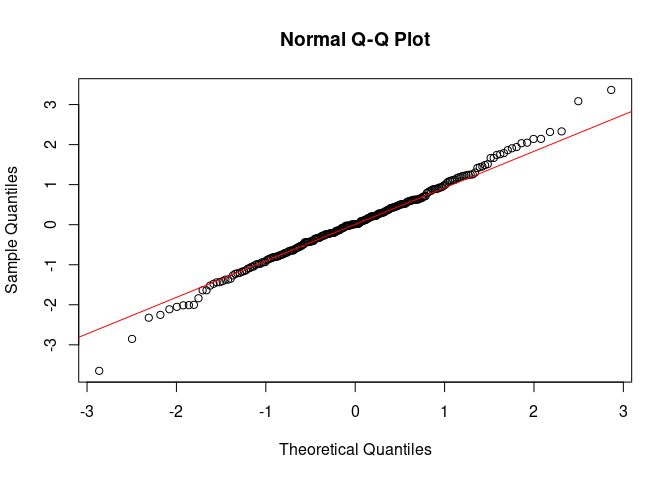 Normal Q-Q Plot
Sample Quantiles
3
2
1
0
-1
-2
-3
-3 -2 -1 0 1 2 3
Theoretical Quantiles